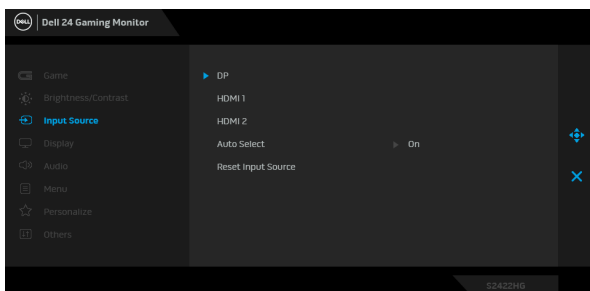 DELL
Dell 24 Gaming Monitor
Game
Brightness/Contrast
Input Source
Display
Audio
Menu
Personalize
Others
DP
HDMI 1
HDMI 2
Auto Select On
Reset Input Source
S2422HG